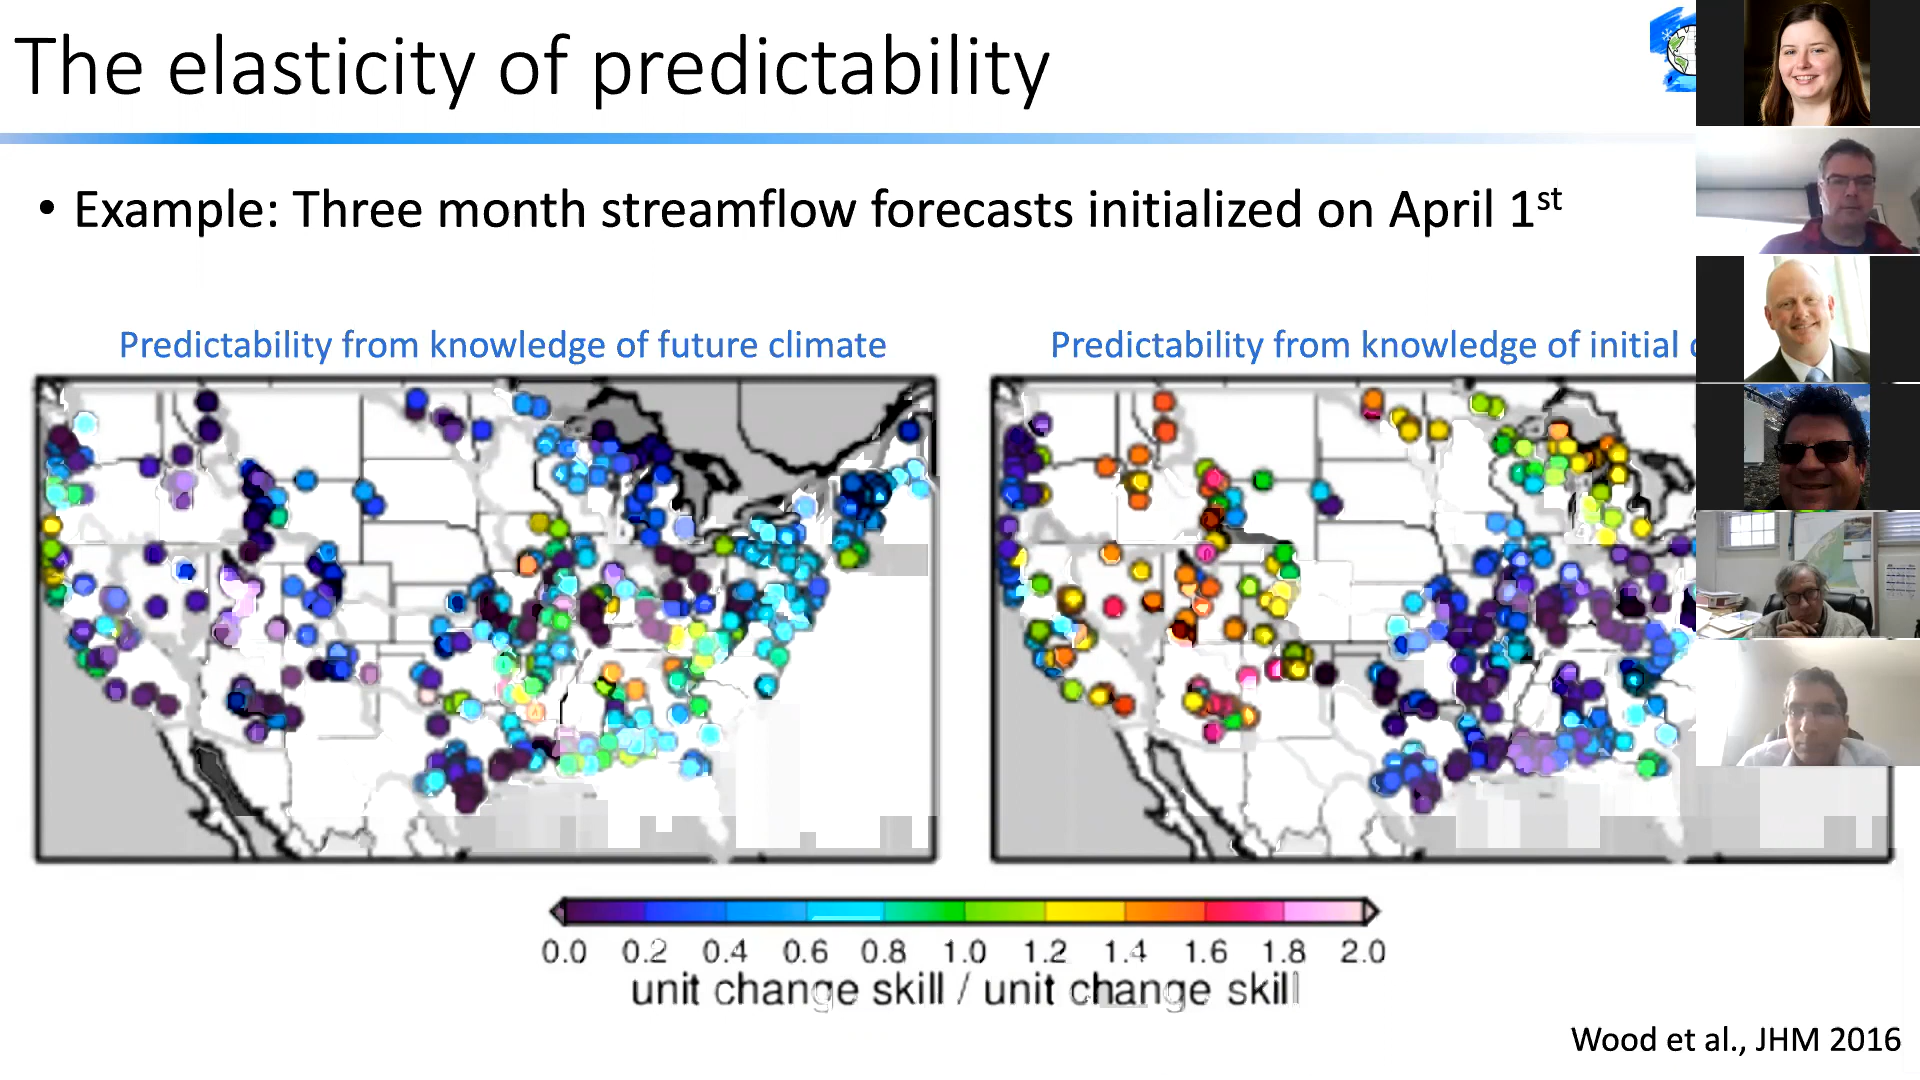 The elasticity of predictability
• Example: Three month streamflow forecasts initialized on April 1st
Predictability from knowledge of future climate
Predictability from knowledge of initial
0.0 0.2 0.4 0.6 0.8 1.0 1.2 1.4 1.6 1.8 2.0
unit change skill / unit change skill
Wood et al., JHM 2016